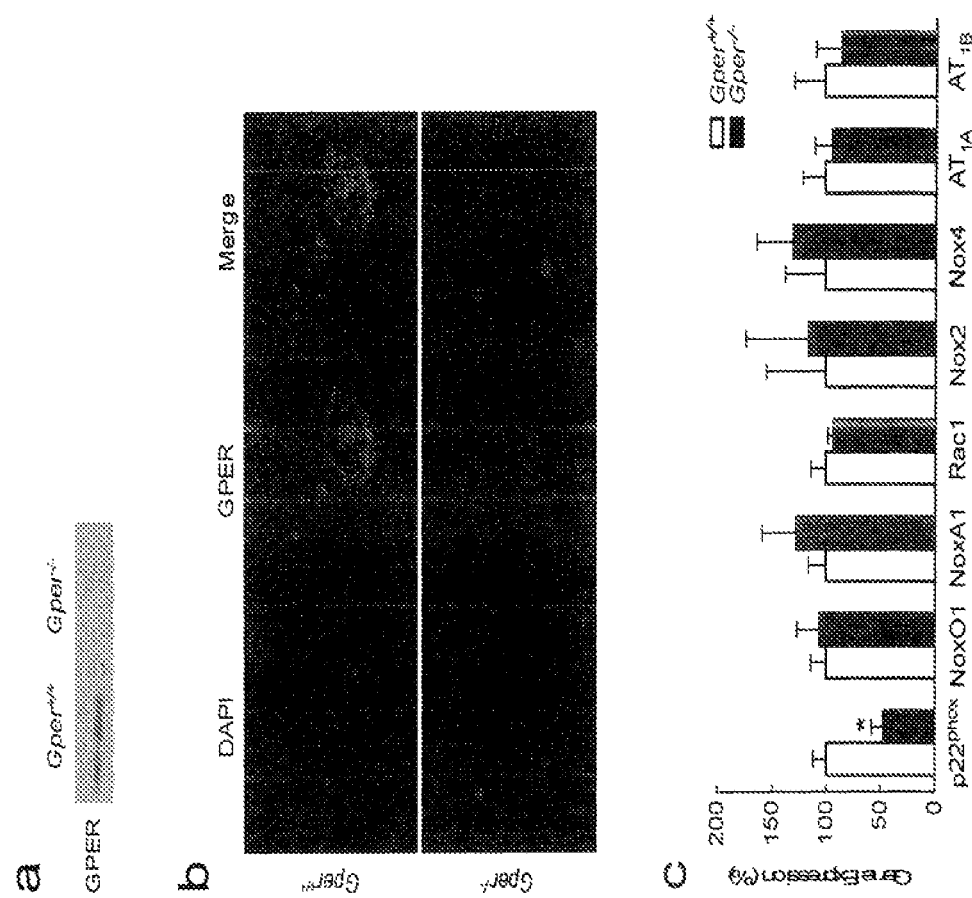 a
Gper+/+ Gper-/-
GPER
b
DAPI GPER Merge
Gper+/+
Gper-/-
c
Gper+/+
Gper-/-
Gene Expression (%)
200
100
50
0
p22phox NoxO1 NoxA1 Rac1 Nox2 Nox4 AT1A AT1B
*